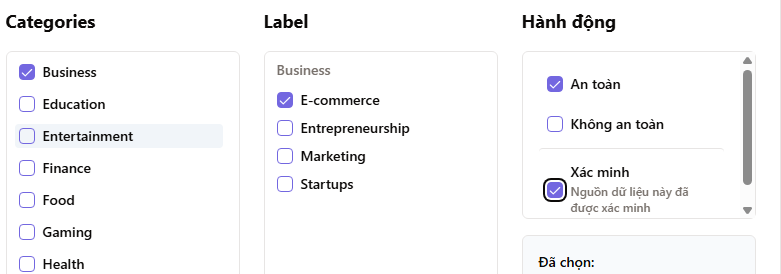 Categories
Business
Education
Entertainment
Finance
Food
Gaming
Health
Label
Business
E-commerce
Entrepreneurship
Marketing
Startups
Hành động
An toàn
Không an toàn
Xác minh
Nguồn dữ liệu này đã
được xác minh
Đã chọn: